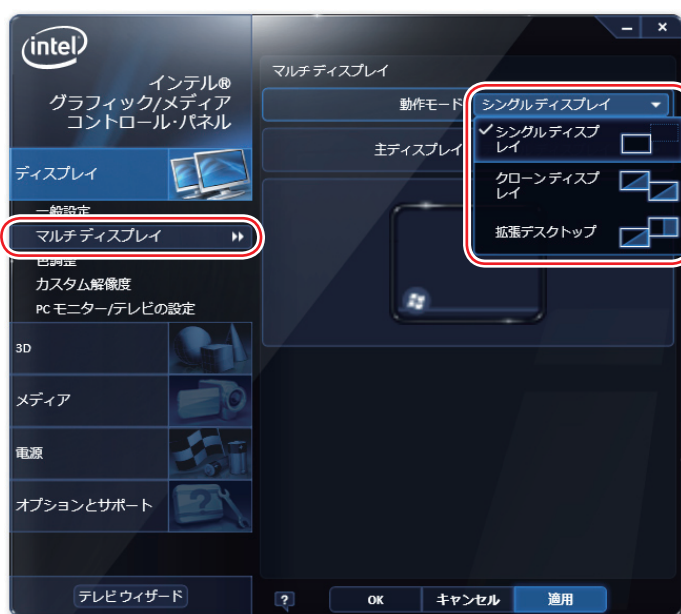 intel
インテル®
グラフィック/メディア
コントロール・パネル
ディスプレイ
一般設定
マルチディスプレイ
色調整
カスタム解像度
PCモニター/テレビの設定
3D
メディア
電源
オプションとサポート
テレビウィザード
マルチディスプレイ
動作モード シングルディスプレイ
主ディスプレイ
シングルディスプ
レイ
クローンディスプ
レイ
拡張デスクトップ
? OK キャンセル 適用